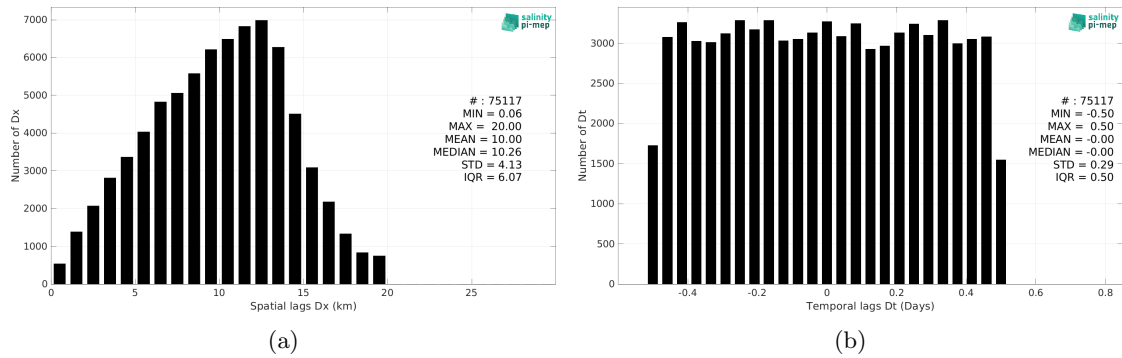 7000
6000
5000
4000
3000
2000
1000
0
Number of Dx
salinity
pi-mep
# : 75117
MIN = 0.06
MAX = 20.00
MEAN = 10.00
MEDIAN = 10.26
STD = 4.13
IQR = 6.07
0 5 10 15 20 25
Spatial lags Dx (km)
(a)
3000
2500
2000
1500
1000
500
0
Number of Dt
salinity
pi-mep
# : 75117
MIN = -0.50
MAX = 0.50
MEAN = -0.00
MEDIAN = -0.00
STD = 0.29
IQR = 0.50
-0.4 -0.2 0 0.2 0.4 0.6 0.8
Temporal lags Dt (Days)
(b)